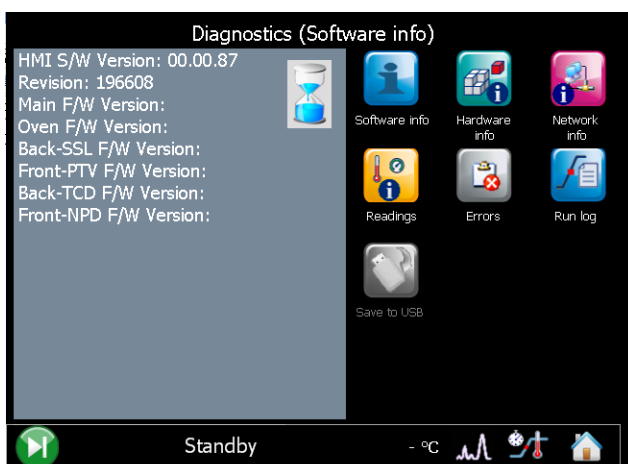 Diagnostics (Software info)
HMI S/W Version: 00.00.87
Revision: 196608
Main F/W Version:
Oven F/W Version:
Back-SSL F/W Version:
Front-PTV F/W Version:
Back-TCD F/W Version:
Front-NPD F/W Version:
Software info
Hardware
info
Network
info
Readings
Errors
Run log
Save to USB
Standby
- °C